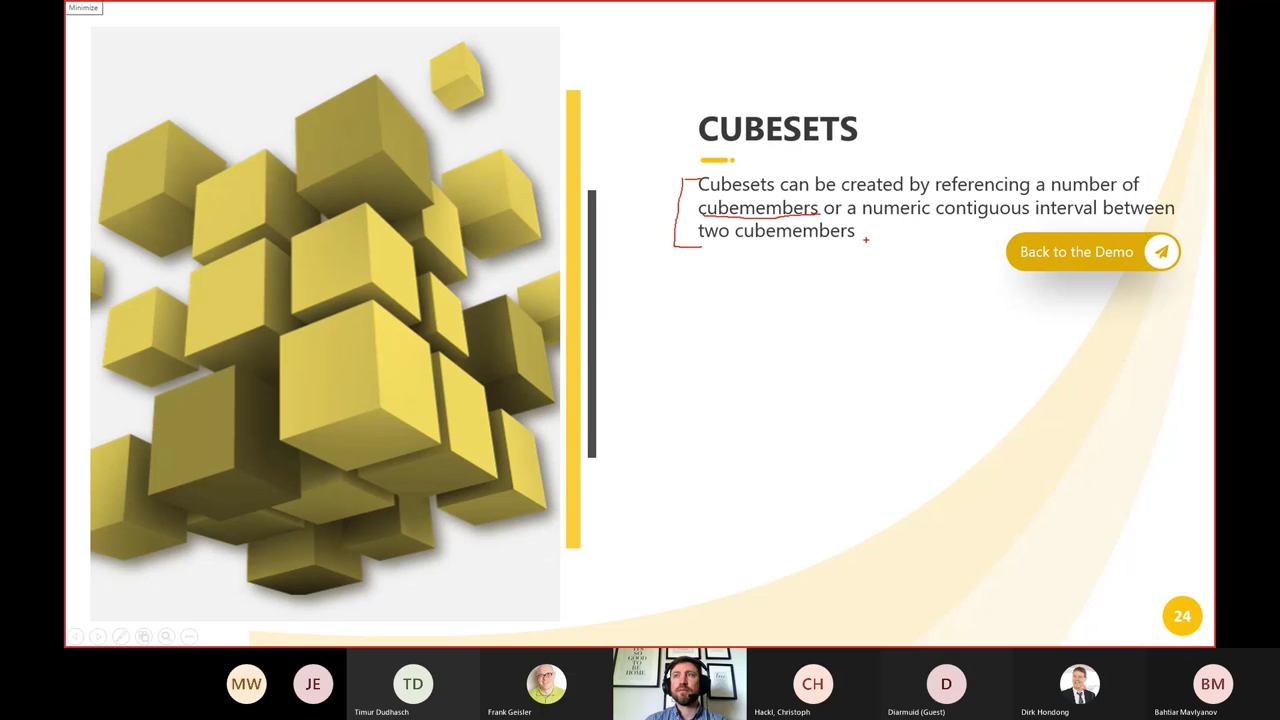 Minimize
CUBESETS
Cubesets can be created by referencing a number of
cubemembers or a numeric contiguous interval between
two cubemembers
Back to the Demo
24
MW
JE
TD
Timur Dudhasch
Frank Geisler
CH
Hackl, Christoph
D
Diarmuid (Guest)
Dirk Hondong
BM
Bahtiar Mavlyanov